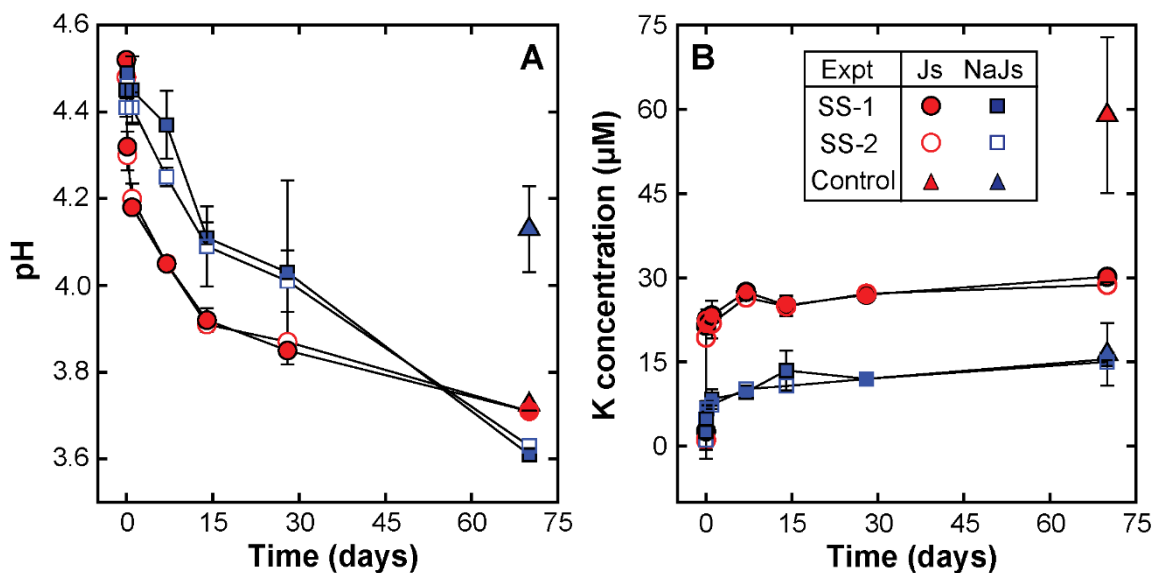 A
pH
4.6
4.4
4.2
4.0
3.8
3.6
0 15 30 45 60 75
Time (days)
B
K concentration (µM)
75
60
45
30
15
0
Expt Js NaJs
SS-1
SS-2
Control
0 15 30 45 60 75
Time (days)